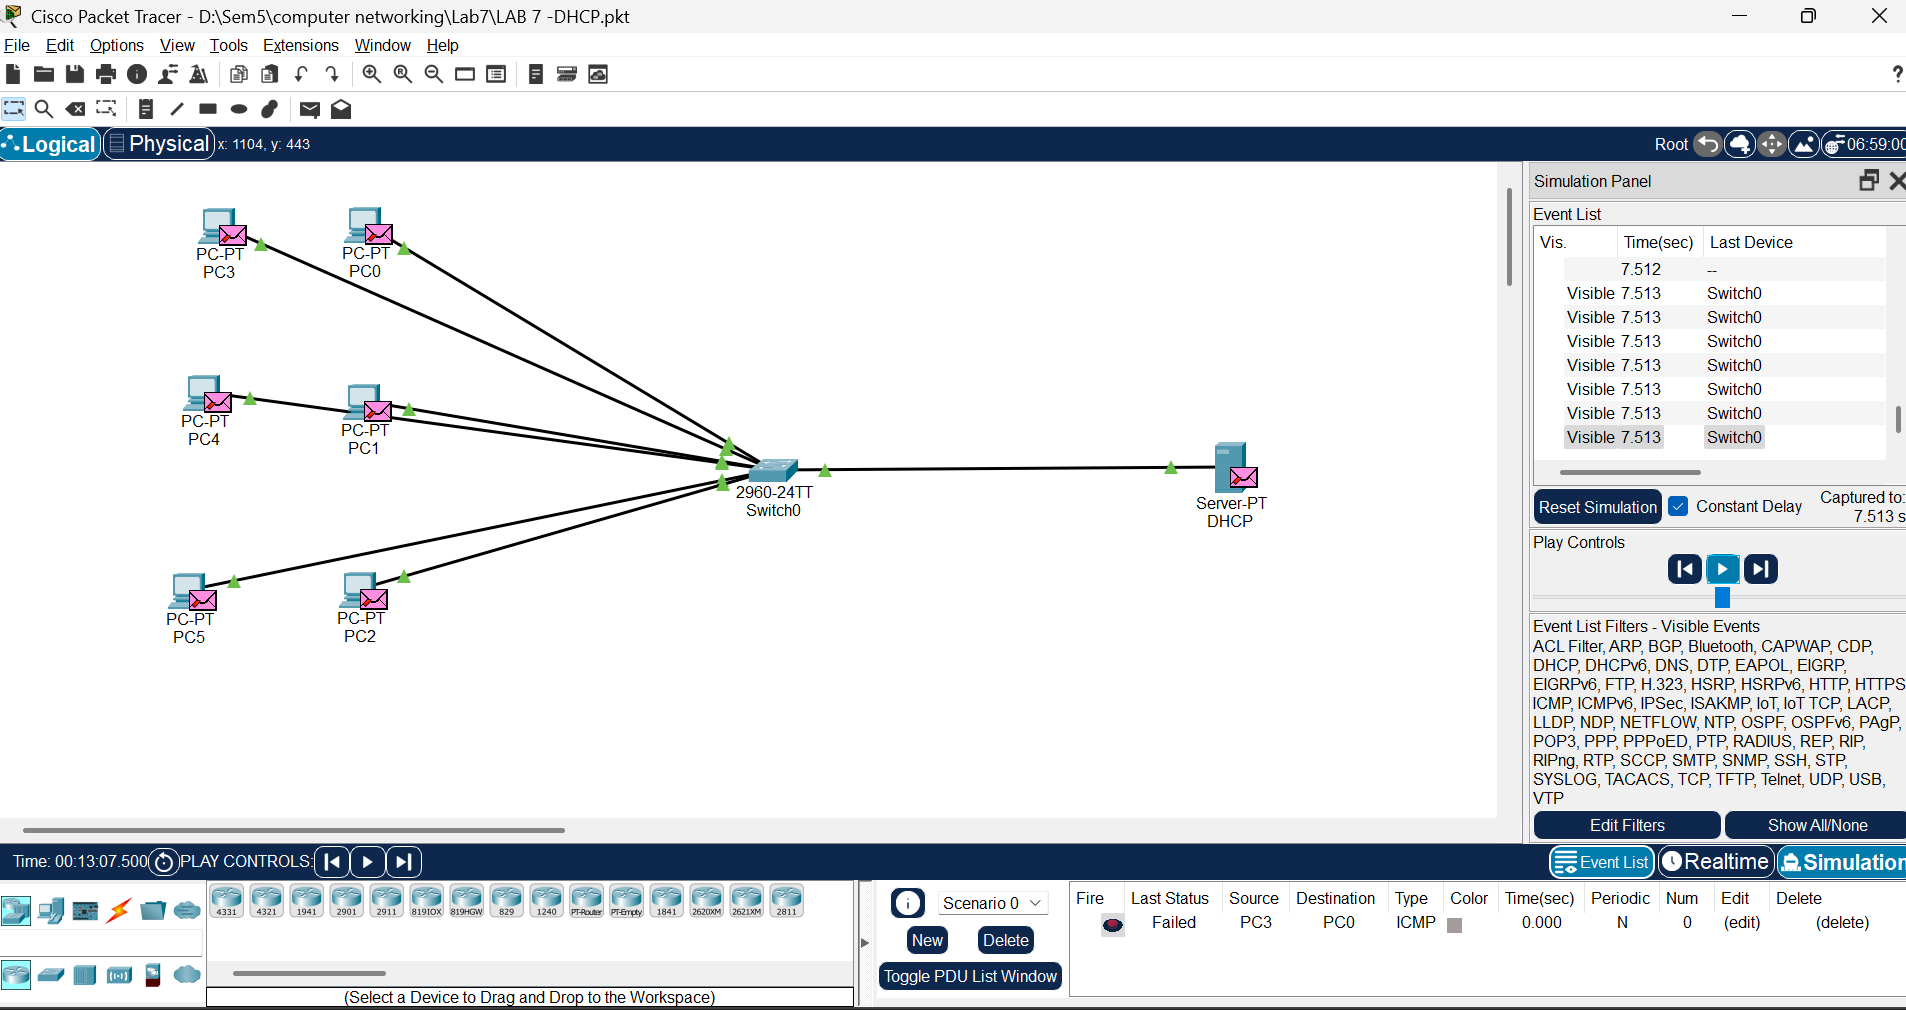 Cisco Packet Tracer - D:\Sem5\computer networking\Lab7\LAB 7 -DHCP.pkt
File Edit Options View Tools Extensions Window Help
?
Logical Physical x: 1104, y: 443 Root 06:59:00
PC-PT
PC3
PC-PT
PC0
PC-PT
PC4
PC-PT
PC1
2960-24TT
Switch0
Server-PT
DHCP
PC-PT
PC5
PC-PT
PC2
Simulation Panel
Event List
Vis. Time(sec) Last Device
7.512 --
Visible 7.513 Switch0
Visible 7.513 Switch0
Visible 7.513 Switch0
Visible 7.513 Switch0
Visible 7.513 Switch0
Visible 7.513 Switch0
Visible 7.513 Switch0
Reset Simulation Constant Delay Captured to:
7.513 s
Play Controls
Event List Filters - Visible Events
ACL Filter, ARP, BGP, Bluetooth, CAPWAP, CDP,
DHCP, DHCPv6, DNS, DTP, EAPOL, EIGRP,
EIGRPv6, FTP, H.323, HSRP, HSRPv6, HTTP, HTTPS
ICMP, ICMPv6, IPSec, ISAKMP, IoT, IoT TCP, LACP,
LLDP, NDP, NETFLOW, NTP, OSPF, OSPFv6, PAgP,
POP3, PPP, PPPoED, PTP, RADIUS, REP, RIP,
RIPng, RTP, SCCP, SMTP, SNMP, SSH, STP,
SYSLOG, TACACS, TCP, TFTP, Telnet, UDP, USB,
VTP
Edit Filters Show All/None
Time: 00:13:07.500 PLAY CONTROLS: Event List Realtime Simulation
4331 4321 1941 2901 2911 819IOX 819HGW 829 1240 PT-Router PT-Empty 1841 2620XM 2621XM 2811
(Select a Device to Drag and Drop to the Workspace)
Scenario 0
New Delete
Toggle PDU List Window
Fire Last Status Source Destination Type Color Time(sec) Periodic Num Edit Delete
Failed PC3 PC0 ICMP 0.000 N 0 (edit) (delete)